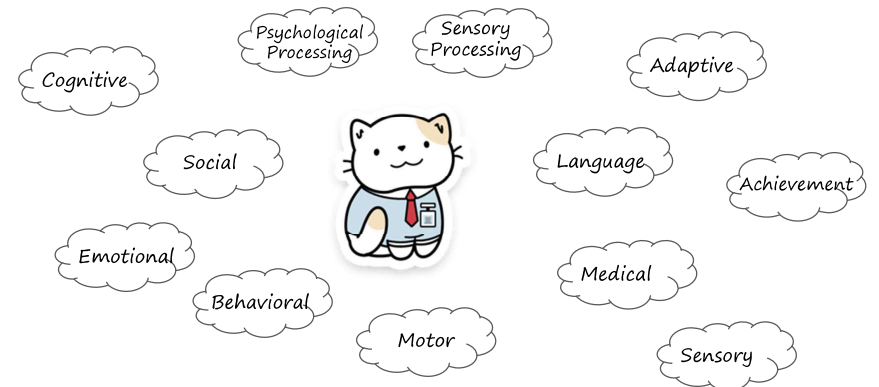 Psychological
Processing
Sensory
Processing
Cognitive
Adaptive
Social
Language
Achievement
Emotional
Medical
Behavioral
Motor
Sensory